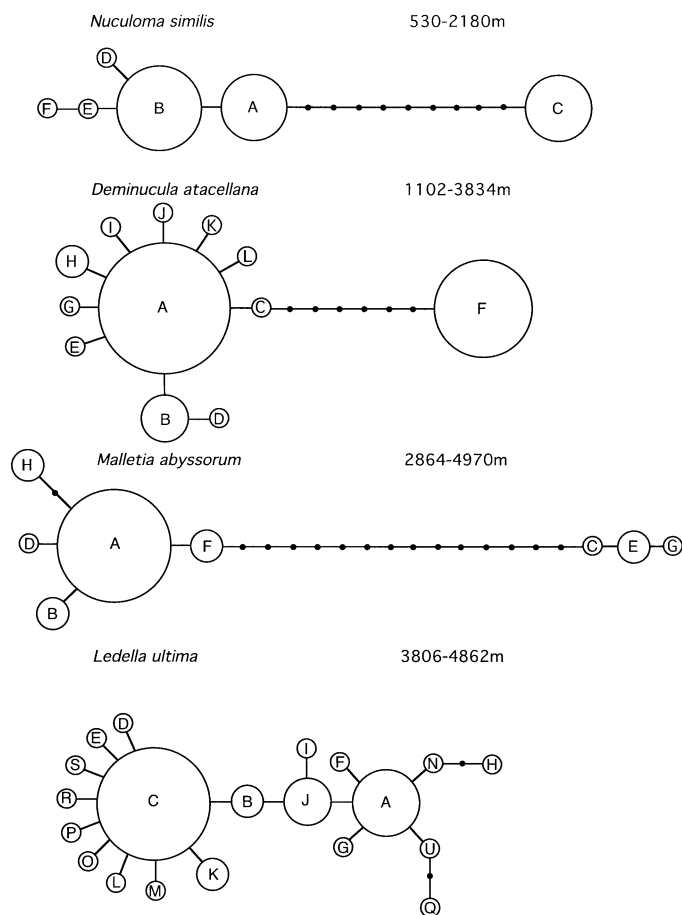 Nuculoma similis 530-2180m
D
F E B A C
Deminucula atacellana 1102-3834m
J
I K
H L
G A C F
E
B D
Malletia abyssorum 2864-4970m
H
D A F C E G
B
Ledella ultima 3806-4862m
D
E I
S F N H
R C B J A
P
O G U
L M K
Q